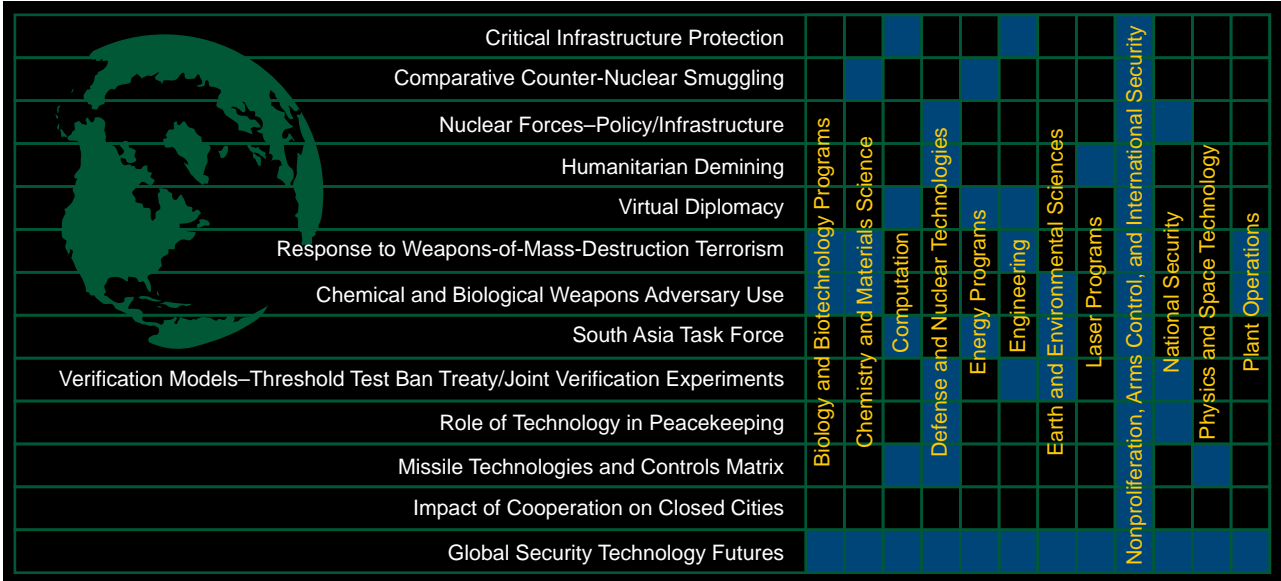 Critical Infrastructure Protection
Comparative Counter-Nuclear Smuggling
Nuclear Forces–Policy/Infrastructure
Humanitarian Demining
Virtual Diplomacy
Response to Weapons-of-Mass-Destruction Terrorism
Chemical and Biological Weapons Adversary Use
South Asia Task Force
Verification Models–Threshold Test Ban Treaty/Joint Verification Experiments
Role of Technology in Peacekeeping
Missile Technologies and Controls Matrix
Impact of Cooperation on Closed Cities
Global Security Technology Futures
Biology and Biotechnology Programs
Chemistry and Materials Science
Computation
Defense and Nuclear Technologies
Energy Programs
Engineering
Earth and Environmental Sciences
Laser Programs
Nonproliferation, Arms Control, and International Security
National Security
Physics and Space Technology
Plant Operations